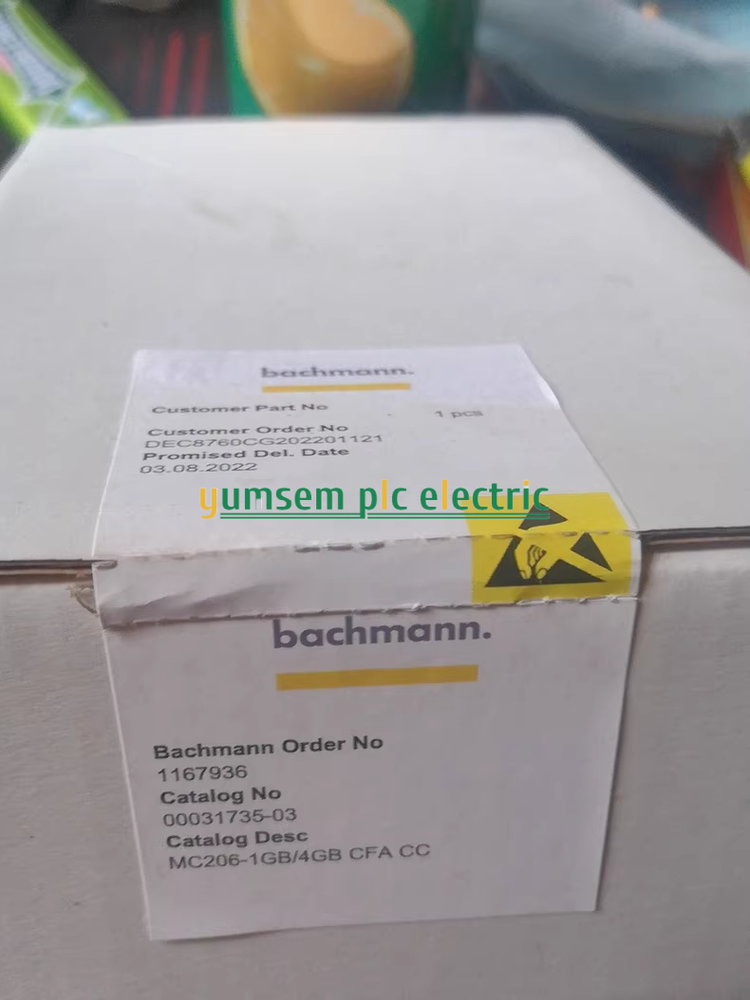 bachmann.
Customer Part No
1 pcs
Customer Order No
DEC8760CG202201121
Promised Del. Date
03.08.2022
yumsem plc electric
bachmann.
Bachmann Order No
1167936
Catalog No
00031735-03
Catalog Desc
MC206-1GB/4GB CFA CC